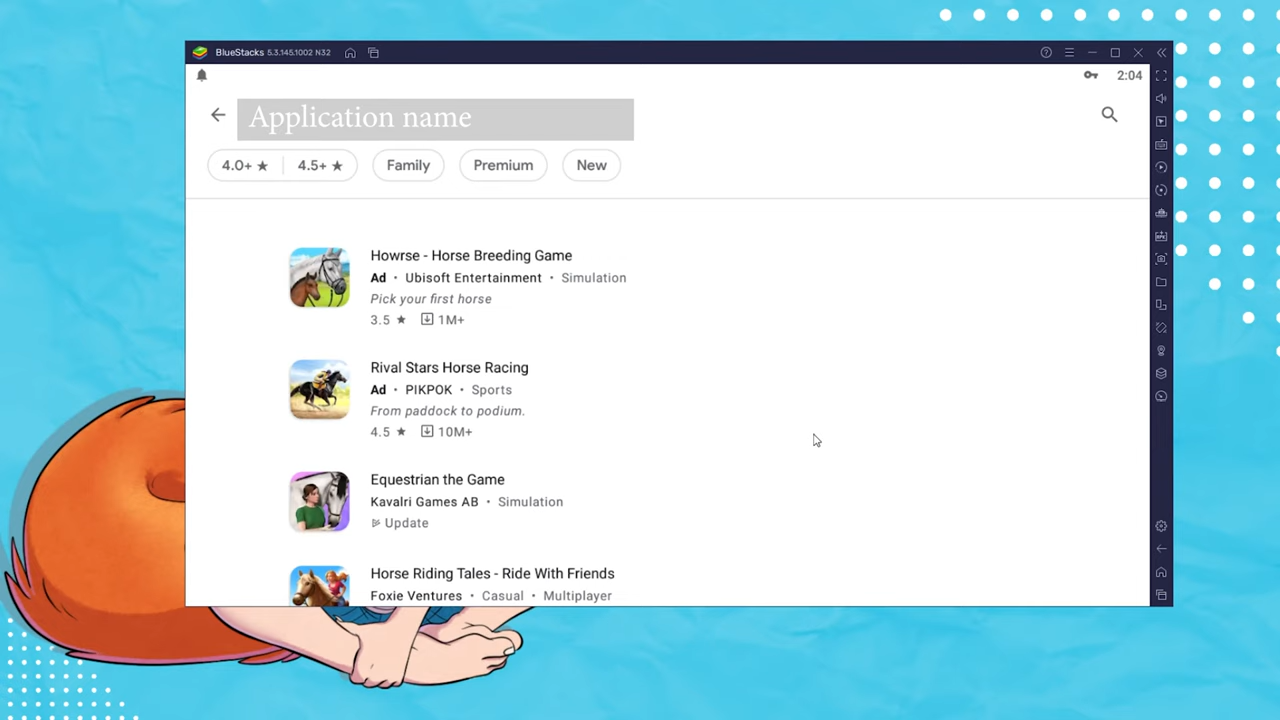 BlueStacks 5.3.145.1002 N32
2:04
Application name
4.0+ ★ 4.5+ ★ Family Premium New
Howrse - Horse Breeding Game
Ad • Ubisoft Entertainment • Simulation
Pick your first horse
3.5 ★ 1M+
Rival Stars Horse Racing
Ad • PIKPOK • Sports
From paddock to podium.
4.5 ★ 10M+
Equestrian the Game
Kavalri Games AB • Simulation
Update
Horse Riding Tales - Ride With Friends
Foxie Ventures • Casual • Multiplayer